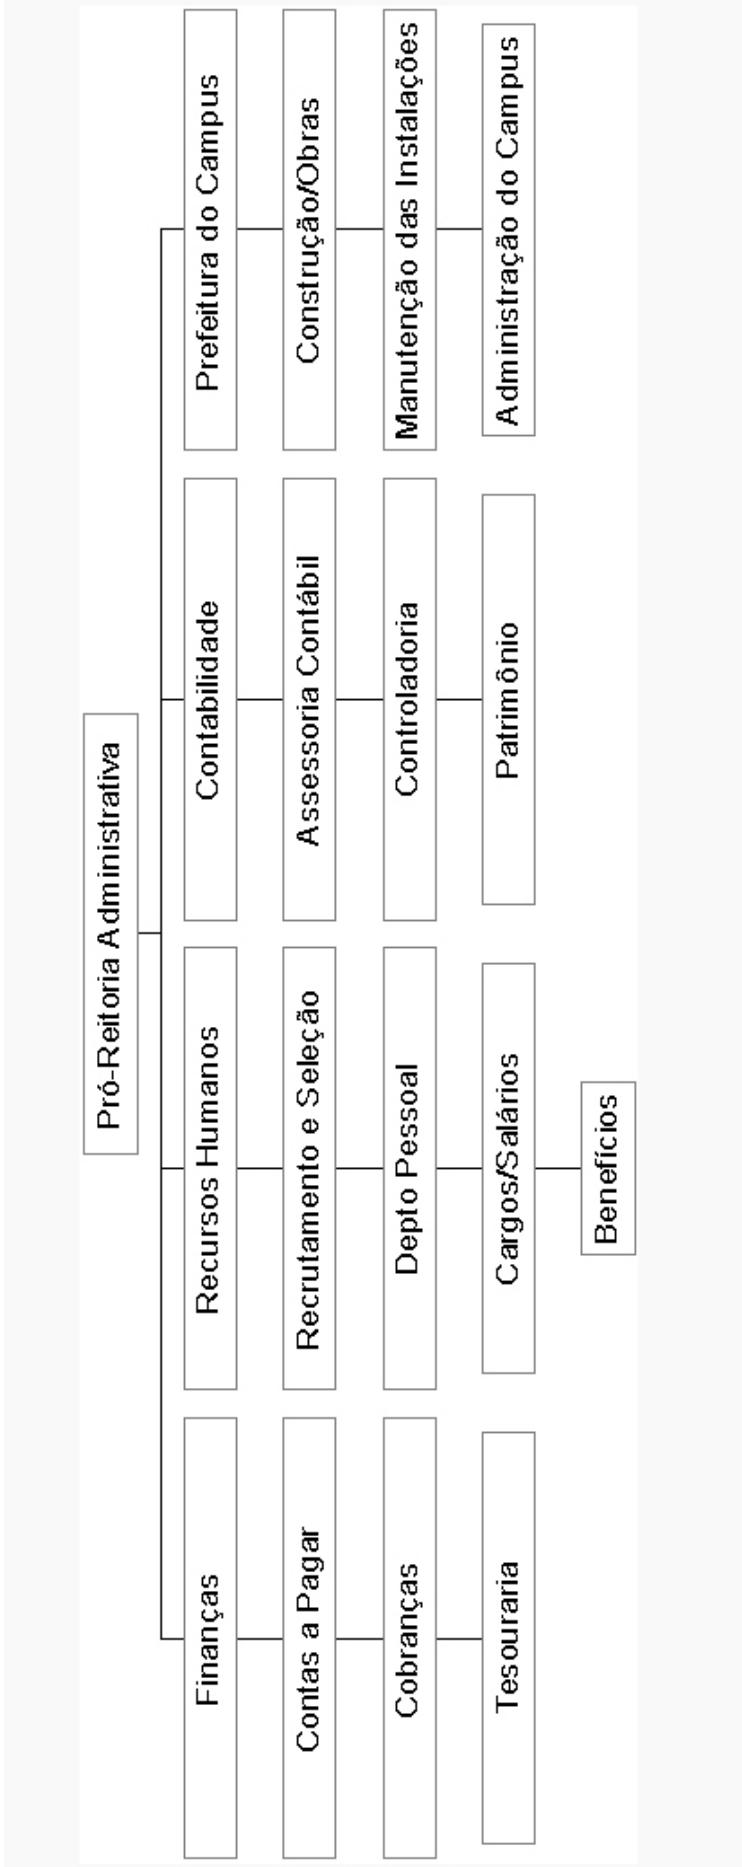 Pró-Reitoria Administrativa
Finanças
Recursos Humanos
Contabilidade
Prefeitura do Campus
Contas a Pagar
Recrutamento e Seleção
Assessoria Contábil
Construção/Obras
Cobranças
Depto Pessoal
Controladoria
Manutenção das Instalações
Tesouraria
Cargos/Salários
Patrimônio
Administração do Campus
Benefícios